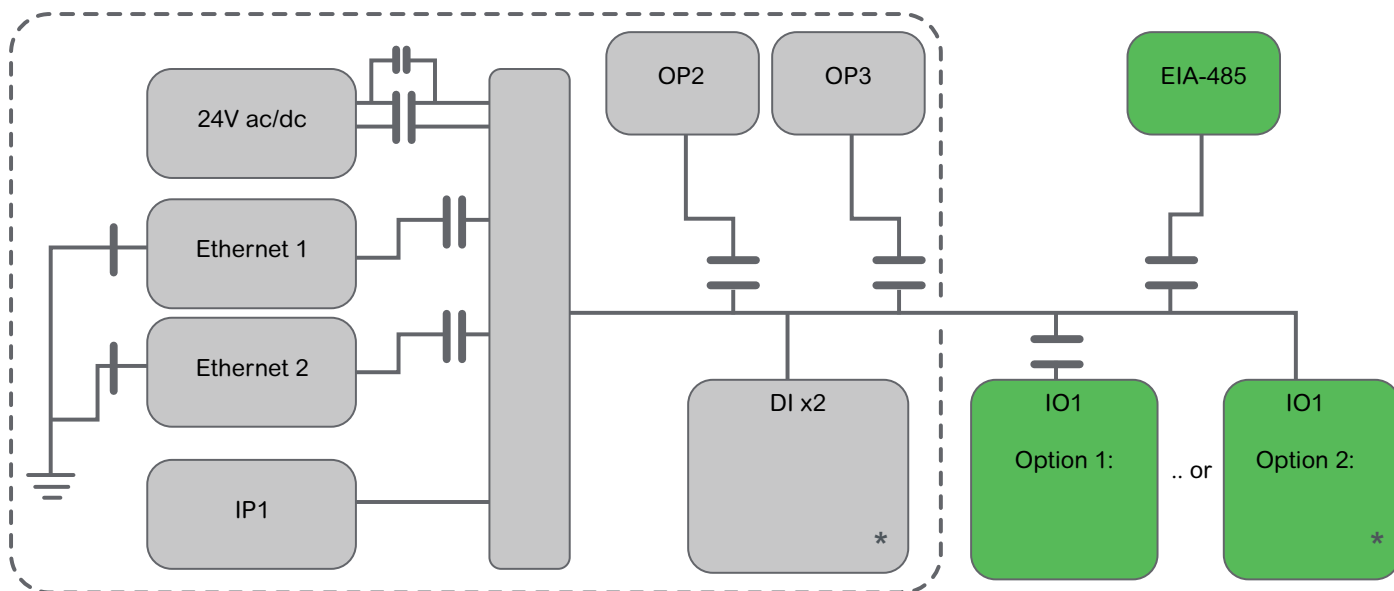 OP2
OP3
EIA-485
24V ac/dc
Ethernet 1
Ethernet 2
DI x2
IO1
IO1
Option 1:
.. or
Option 2:
IP1
*
*